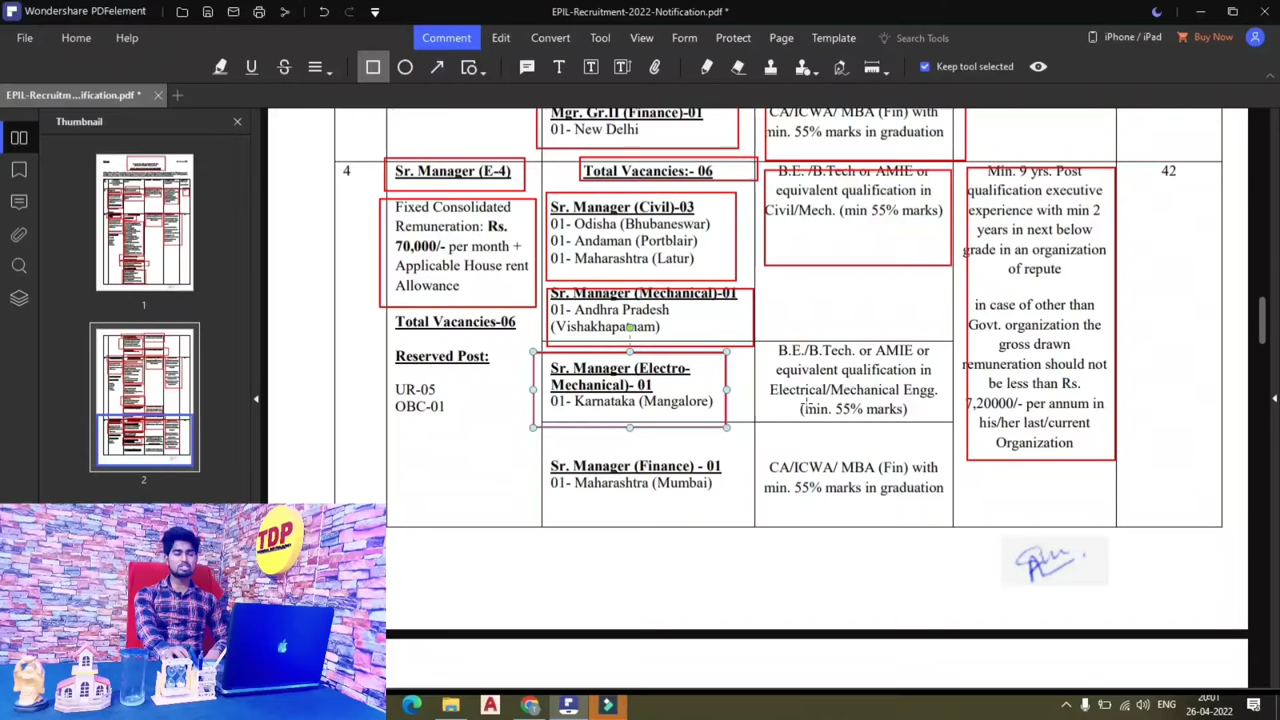 Wondershare PDFelement
EPIL-Recruitment-2022-Notification.pdf *
File Home Help Comment Edit Convert Tool View Form Protect Page Template Search Tools
iPhone / iPad Buy Now
Keep tool selected
EPIL-Recruitm...ification.pdf *
Thumbnail
1
2
Mgr. Gr.II (Finance)-01
01- New Delhi
CA/ICWA/ MBA (Fin) with
min. 55% marks in graduation
4
Sr. Manager (E-4)
Fixed Consolidated
Remuneration: Rs.
70,000/- per month +
Applicable House rent
Allowance
Total Vacancies-06
Reserved Post:
UR-05
OBC-01
Total Vacancies:- 06
Sr. Manager (Civil)-03
01- Odisha (Bhubaneswar)
01- Andaman (Portblair)
01- Maharashtra (Latur)
Sr. Manager (Mechanical)-01
01- Andhra Pradesh
(Vishakhapatnam)
B.E. /B.Tech or AMIE or
equivalent qualification in
Civil/Mech. (min 55% marks)
Sr. Manager (Electro-
Mechanical)- 01
01- Karnataka (Mangalore)
B.E./B.Tech. or AMIE or
equivalent qualification in
Electrical/Mechanical Engg.
(min. 55% marks)
Sr. Manager (Finance) - 01
01- Maharashtra (Mumbai)
CA/ICWA/ MBA (Fin) with
min. 55% marks in graduation
Min. 9 yrs. Post
qualification executive
experience with min 2
years in next below
grade in an organization
of repute
in case of other than
Govt. organization the
gross drawn
remuneration should not
be less than Rs.
7,20000/- per annum in
his/her last/current
Organization
42
TDP
ENG
20:01
26-04-2022